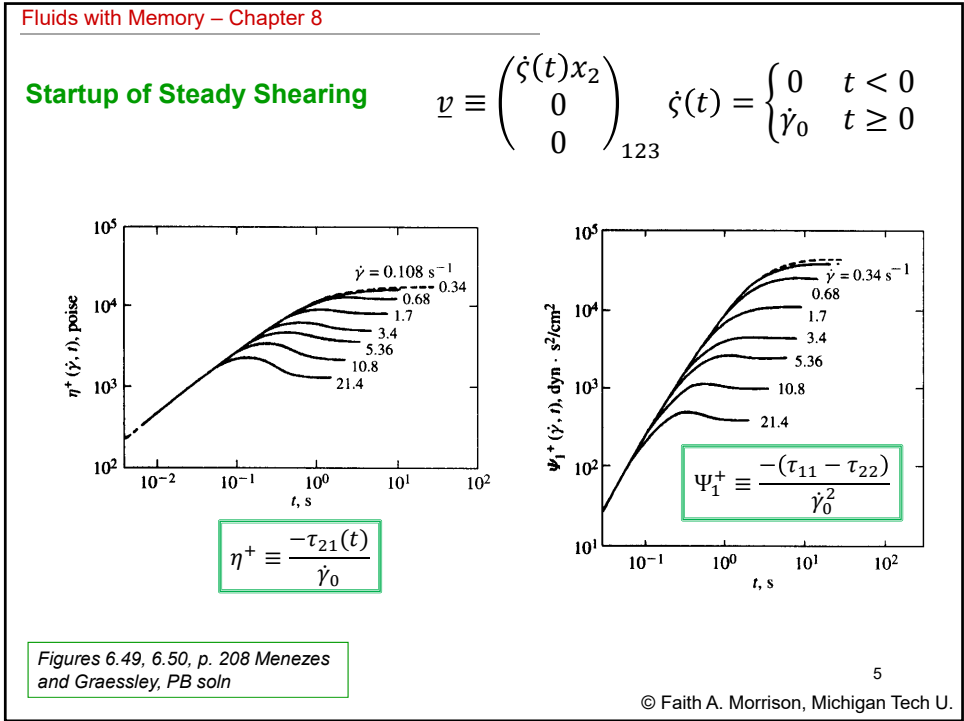 Fluids with Memory – Chapter 8
Startup of Steady Shearing
v ≡ (ς̇(t)x₂ 0 0)₁₂₃ ς̇(t) = {0 t < 0
γ̇₀ t ≥ 0
10⁵
10⁴
10³
10²
η⁺ (γ̇, t), poise
γ̇ = 0.108 s⁻¹
0.34
0.68
1.7
3.4
5.36
10.8
21.4
10⁻² 10⁻¹ 10⁰ 10¹ 10²
t, s
η⁺ ≡ −τ₂₁(t) / γ̇₀
10⁵
10⁴
10³
10²
10¹
Ψ₁⁺ (γ̇, t), dyn · s²/cm²
γ̇ = 0.34 s⁻¹
0.68
1.7
3.4
5.36
10.8
21.4
Ψ₁⁺ ≡ −(τ₁₁ − τ₂₂) / γ̇₀²
10⁻¹ 10⁰ 10¹ 10²
t, s
Figures 6.49, 6.50, p. 208 Menezes
and Graessley, PB soln
5
© Faith A. Morrison, Michigan Tech U.